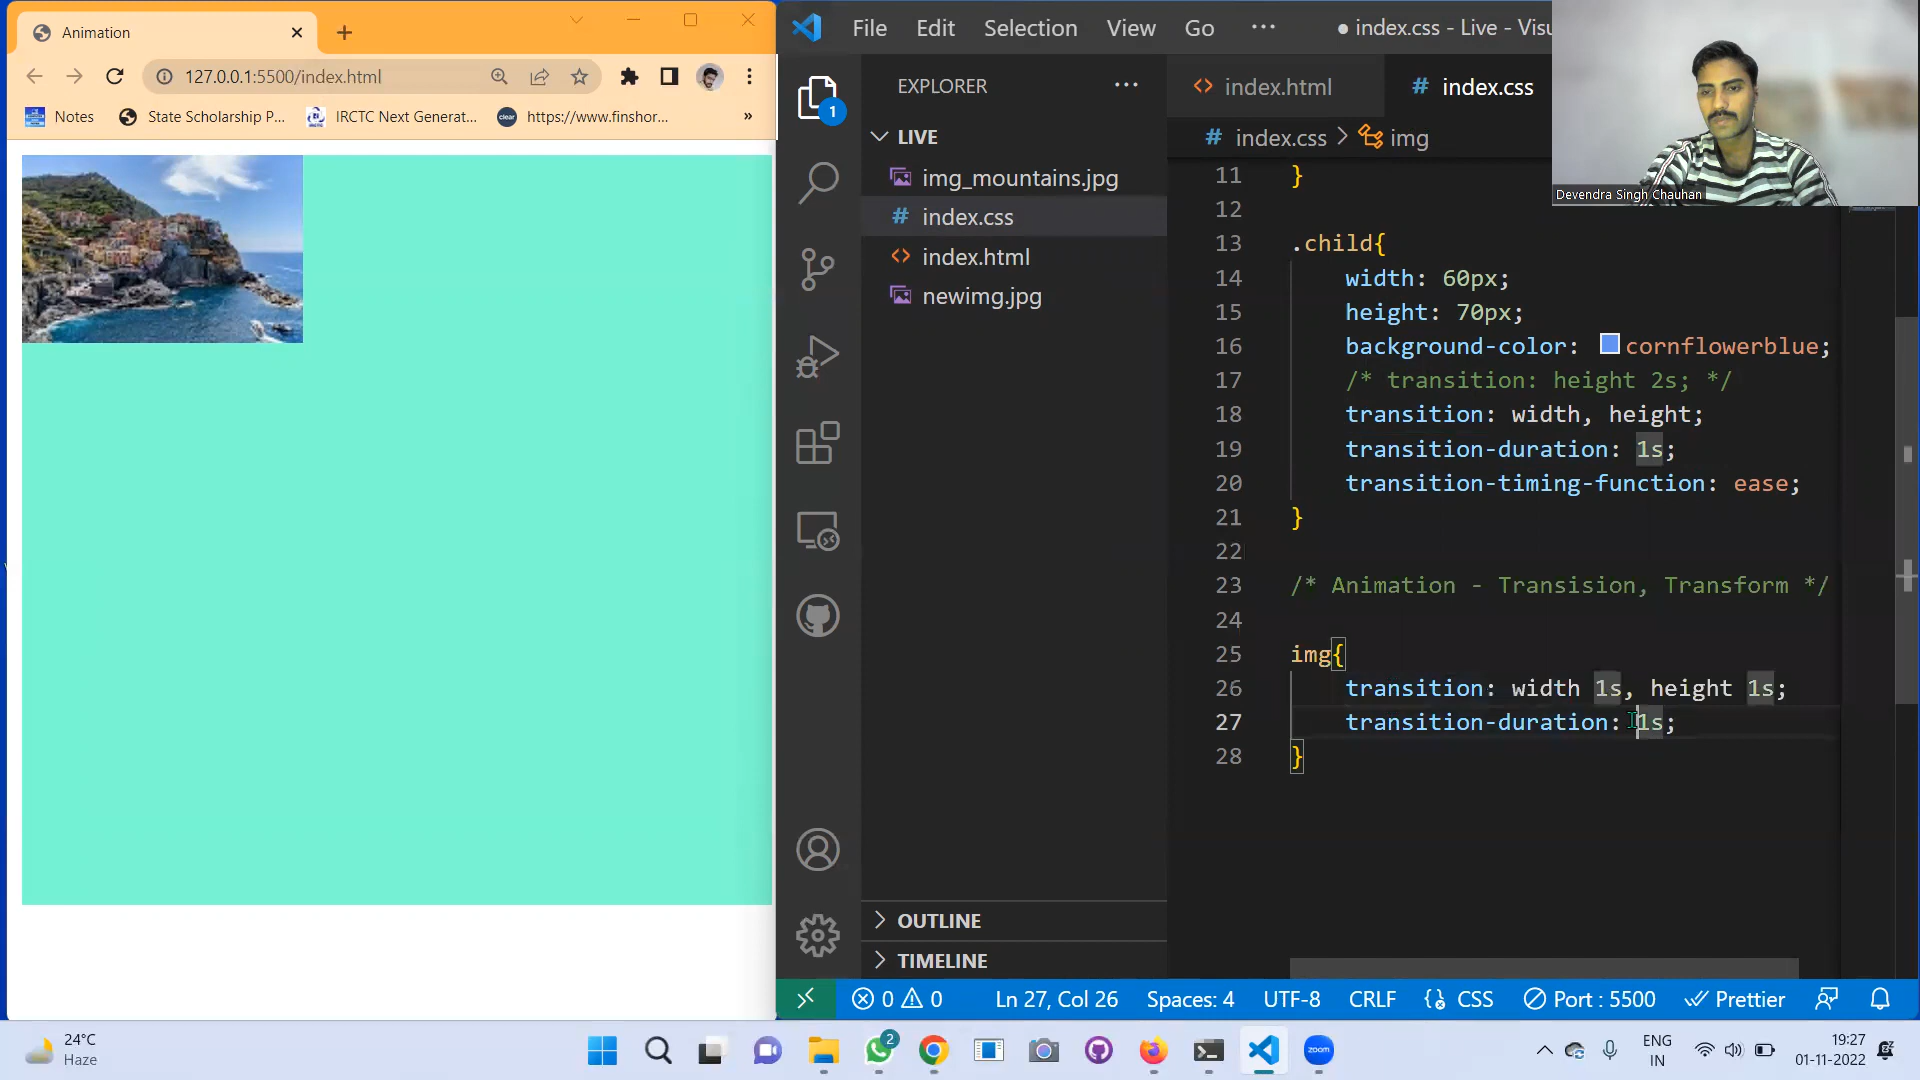 Animation
127.0.0.1:5500/index.html
Notes
State Scholarship P...
IRCTC Next Generat...
clear
https://www.finshor...
»
File Edit Selection View Go ···
● index.css - Live - Visu
Devendra Singh Chauhan
1
EXPLORER
LIVE
img_mountains.jpg
# index.css
<> index.html
newimg.jpg
OUTLINE
TIMELINE
<> index.html
# index.css
# index.css > img
11 }
12
13 .child{
14 width: 60px;
15 height: 70px;
16 background-color: cornflowerblue;
17 /* transition: height 2s; */
18 transition: width, height;
19 transition-duration: 1s;
20 transition-timing-function: ease;
21 }
22
23 /* Animation - Transision, Transform */
24
25 img{
26 transition: width 1s, height 1s;
27 transition-duration: 1s;
28 }
0 0
Ln 27, Col 26
Spaces: 4
UTF-8
CRLF
CSS
Port : 5500
Prettier
24°C
Haze
2
zoom
ENG
IN
19:27
01-11-2022